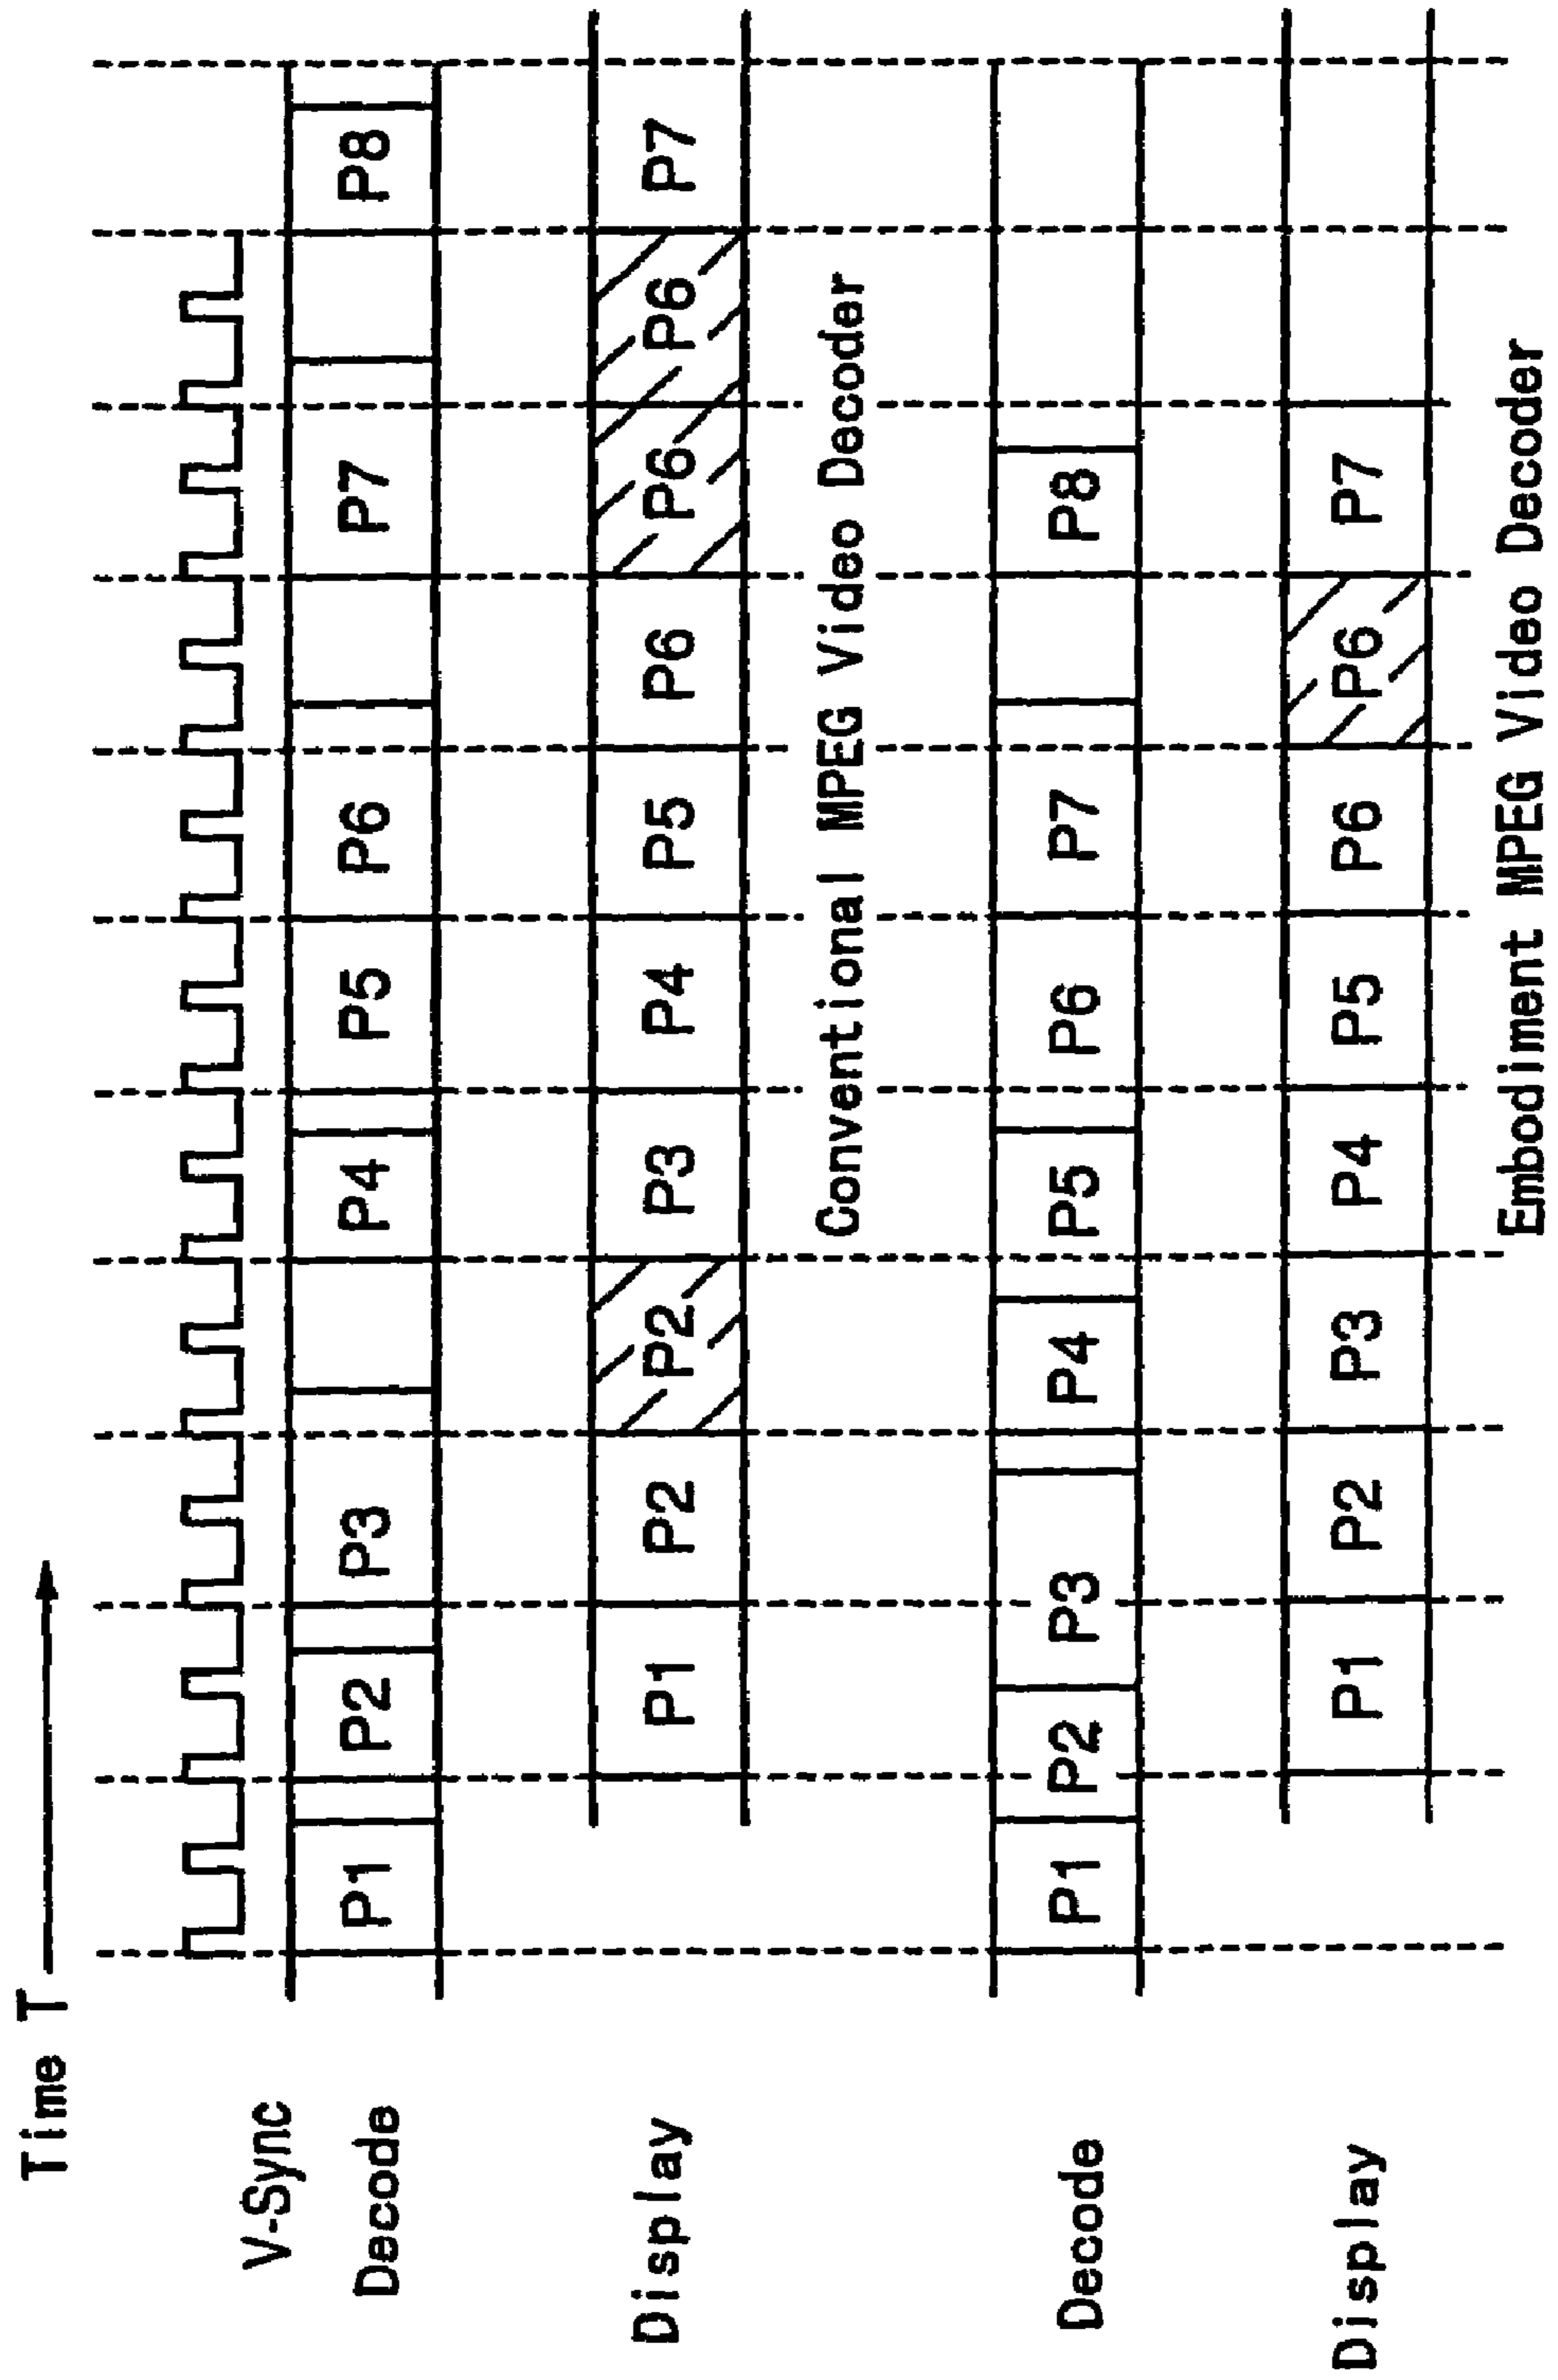 Time T
V-Sync
Decode P1 P2 P3 P4 P5 P6 P7 P8
Display P1 P2 P2 P3 P4 P5 P6 P6 P6 P7
Conventional MPEG Video Decoder
Decode P1 P2 P3 P4 P5 P6 P7 P8
Display P1 P2 P3 P4 P5 P6 P6 P7
Embodiment MPEG Video Decoder